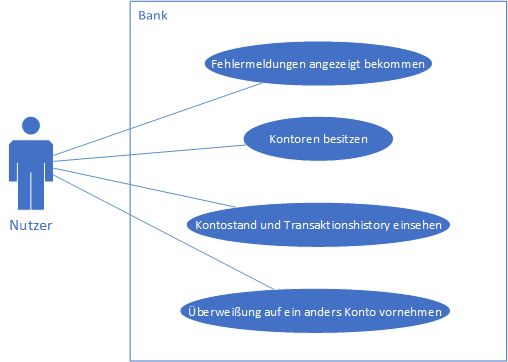 Bank
Fehlermeldungen angezeigt bekommen
Kontoren besitzen
Nutzer
Kontostand und Transaktionshistory einsehen
Überweißung auf ein anders Konto vornehmen